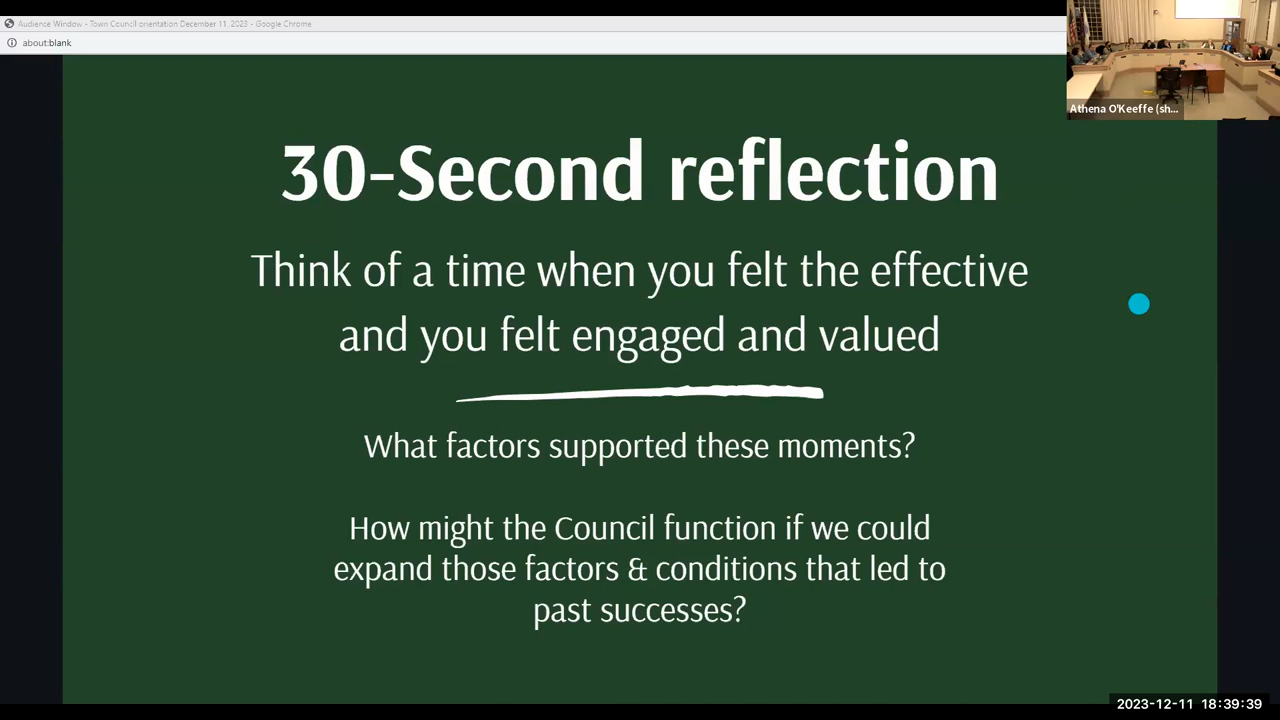 Audience Window - Town Council orientation December 11, 2023 - Google Chrome
about:blank
Athena O'Keeffe (sh...
30-Second reflection
Think of a time when you felt the effective
and you felt engaged and valued
What factors supported these moments?
How might the Council function if we could
expand those factors & conditions that led to
past successes?
2023-12-11 18:39:39